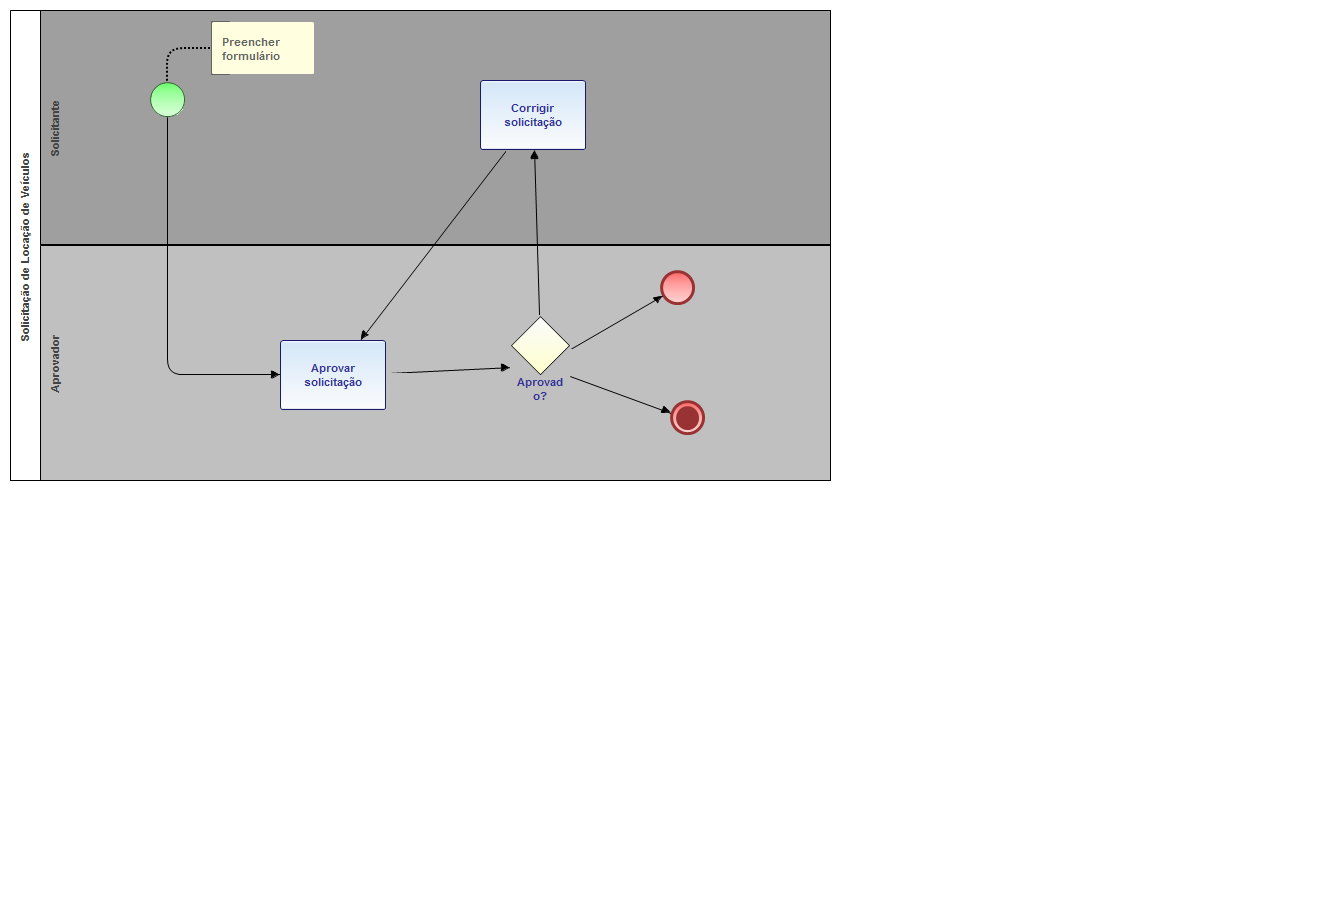 Solicitação de Locação de Veículos
Solicitante
Preencher
formulário
Corrigir
solicitação
Aprovador
Aprovar
solicitação
Aprovad
o?